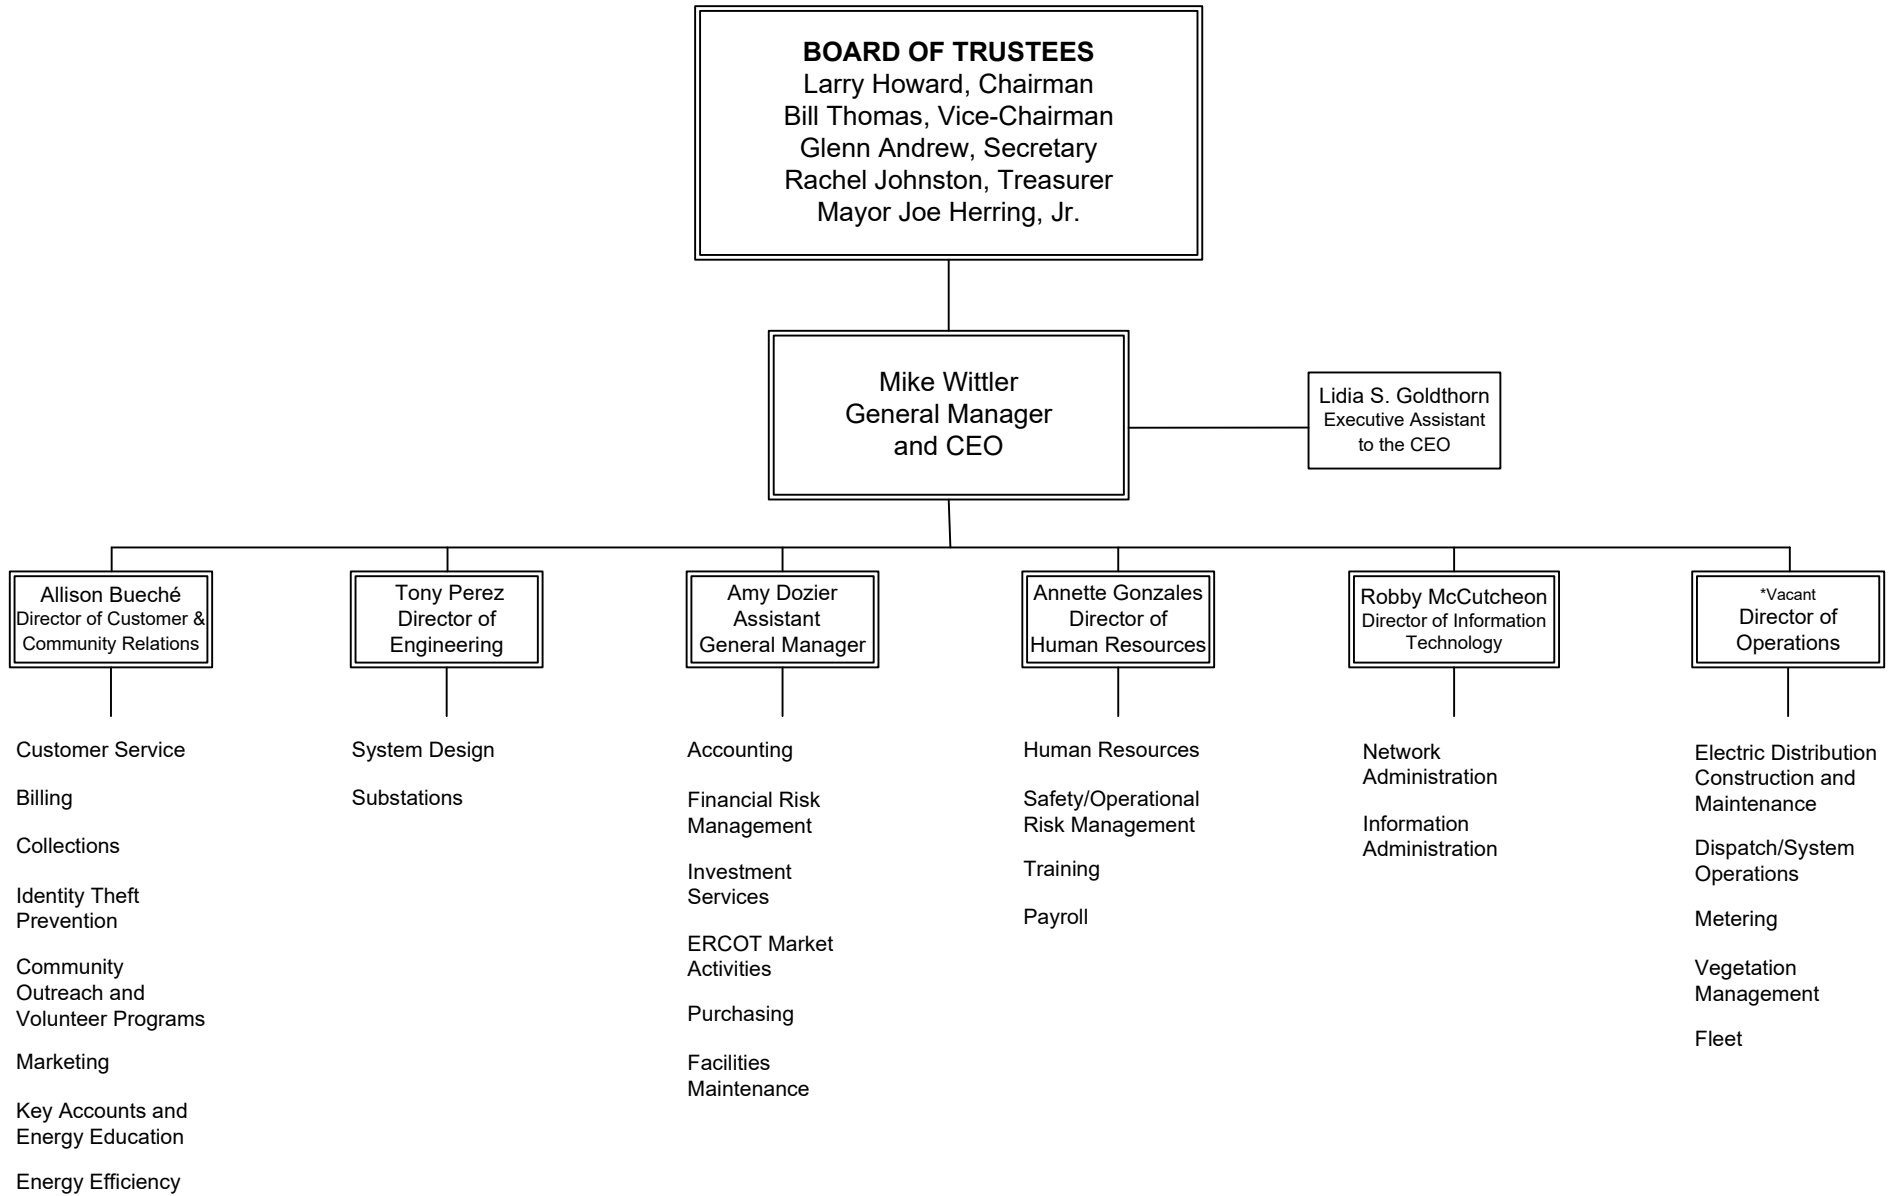 BOARD OF TRUSTEES
Larry Howard, Chairman
Bill Thomas, Vice-Chairman
Glenn Andrew, Secretary
Rachel Johnston, Treasurer
Mayor Joe Herring, Jr.
Mike Wittler
General Manager
and CEO
Lidia S. Goldthorn
Executive Assistant
to the CEO
Allison Bueché
Director of Customer &
Community Relations
Tony Perez
Director of
Engineering
Amy Dozier
Assistant
General Manager
Annette Gonzales
Director of
Human Resources
Robby McCutcheon
Director of Information
Technology
*Vacant
Director of
Operations
Customer Service
Billing
Collections
Identity Theft
Prevention
Community
Outreach and
Volunteer Programs
Marketing
Key Accounts and
Energy Education
Energy Efficiency
System Design
Substations
Accounting
Financial Risk
Management
Investment
Services
ERCOT Market
Activities
Purchasing
Facilities
Maintenance
Human Resources
Safety/Operational
Risk Management
Training
Payroll
Network
Administration
Information
Administration
Electric Distribution
Construction and
Maintenance
Dispatch/System
Operations
Metering
Vegetation
Management
Fleet